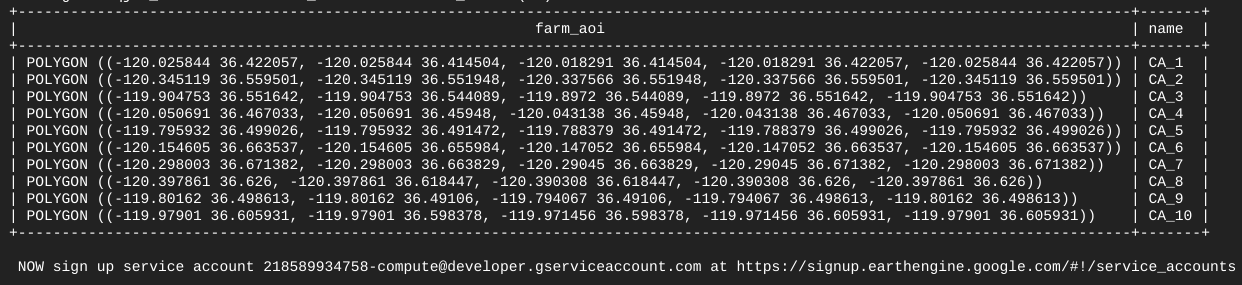 farm_aoi | name |
| POLYGON ((-120.025844 36.422057, -120.025844 36.414504, -120.018291 36.414504, -120.018291 36.422057, -120.025844 36.422057)) | CA_1 |
| POLYGON ((-120.345119 36.559501, -120.345119 36.551948, -120.337566 36.551948, -120.337566 36.559501, -120.345119 36.559501)) | CA_2 |
| POLYGON ((-119.904753 36.551642, -119.904753 36.544089, -119.8972 36.544089, -119.8972 36.551642, -119.904753 36.551642)) | CA_3 |
| POLYGON ((-120.050691 36.467033, -120.050691 36.45948, -120.043138 36.45948, -120.043138 36.467033, -120.050691 36.467033)) | CA_4 |
| POLYGON ((-119.795932 36.499026, -119.795932 36.491472, -119.788379 36.491472, -119.788379 36.499026, -119.795932 36.499026)) | CA_5 |
| POLYGON ((-120.154605 36.663537, -120.154605 36.655984, -120.147052 36.655984, -120.147052 36.663537, -120.154605 36.663537)) | CA_6 |
| POLYGON ((-120.298003 36.671382, -120.298003 36.663829, -120.29045 36.663829, -120.29045 36.671382, -120.298003 36.671382)) | CA_7 |
| POLYGON ((-120.397861 36.626, -120.397861 36.618447, -120.390308 36.618447, -120.390308 36.626, -120.397861 36.626)) | CA_8 |
| POLYGON ((-119.80162 36.498613, -119.80162 36.49106, -119.794067 36.49106, -119.794067 36.498613, -119.80162 36.498613)) | CA_9 |
| POLYGON ((-119.97901 36.605931, -119.97901 36.598378, -119.971456 36.598378, -119.971456 36.605931, -119.97901 36.605931)) | CA_10 |
NOW sign up service account 218589934758-compute@developer.gserviceaccount.com at https://signup.earthengine.google.com/#!/service_accounts